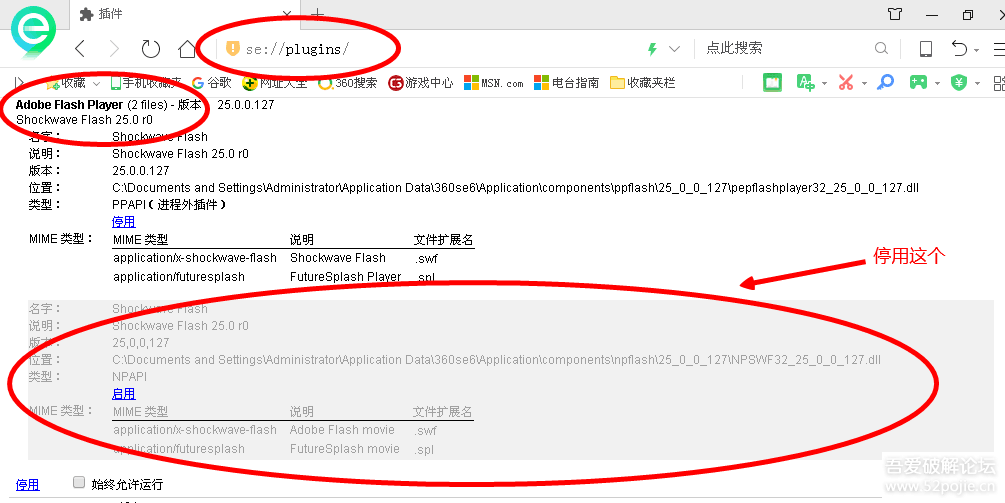 插件
se://plugins/
点此搜索
收藏 手机收藏夹 谷歌 网址大全 360搜索 游戏中心 MSN.com 电台指南 收藏夹栏
Adobe Flash Player (2 files) - 版本 25.0.0.127
Shockwave Flash 25.0 r0
名字： Shockwave Flash
说明： Shockwave Flash 25.0 r0
版本： 25.0.0.127
位置： C:\Documents and Settings\Administrator\Application Data\360se6\Application\components\ppflash\25_0_0_127\pepflashplayer32_25_0_0_127.dll
类型： PPAPI（进程外插件）
停用
MIME 类型： MIME 类型 说明 文件扩展名
application/x-shockwave-flash Shockwave Flash .swf
application/futuresplash FutureSplash Player .spl
停用这个
名字： Shockwave Flash
说明： Shockwave Flash 25.0 r0
版本： 25,0,0,127
位置： C:\Documents and Settings\Administrator\Application Data\360se6\Application\components\npflash\25_0_0_127\NPSWF32_25_0_0_127.dll
类型： NPAPI
启用
MIME 类型： MIME 类型 说明 文件扩展名
application/x-shockwave-flash Adobe Flash movie .swf
application/futuresplash FutureSplash movie .spl
停用 始终允许运行
吾爱破解论坛
www.52pojie.cn